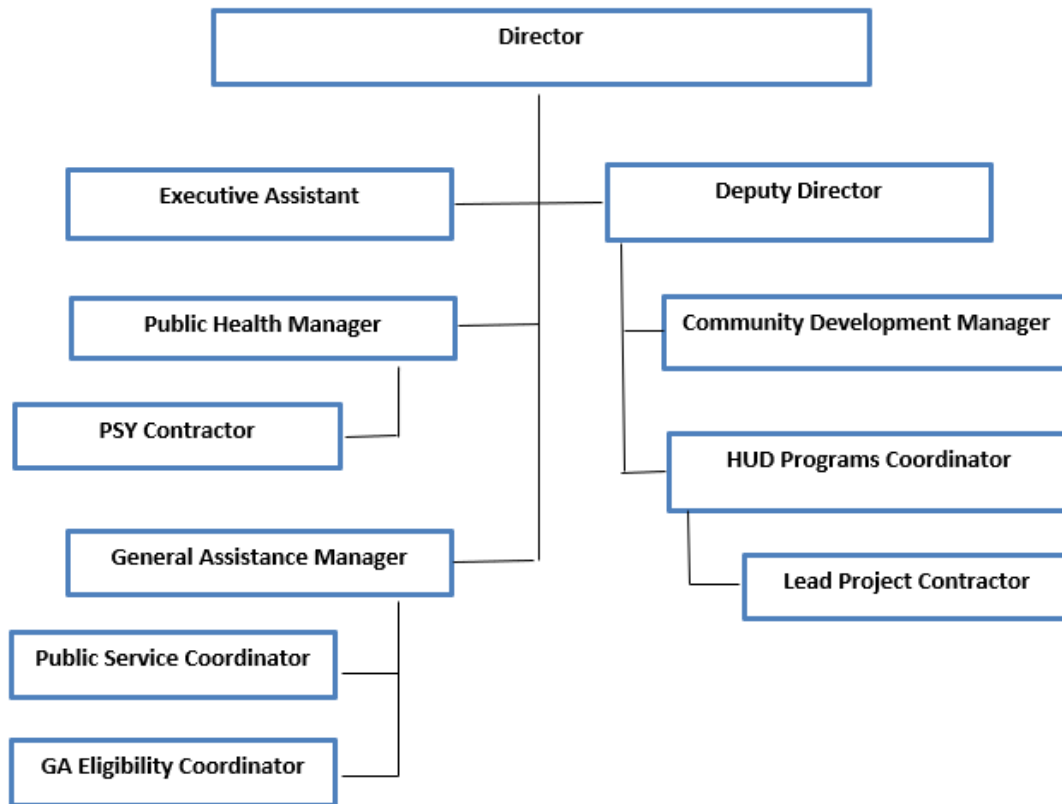 Director
Executive Assistant
Deputy Director
Public Health Manager
Community Development Manager
PSY Contractor
HUD Programs Coordinator
General Assistance Manager
Lead Project Contractor
Public Service Coordinator
GA Eligibility Coordinator